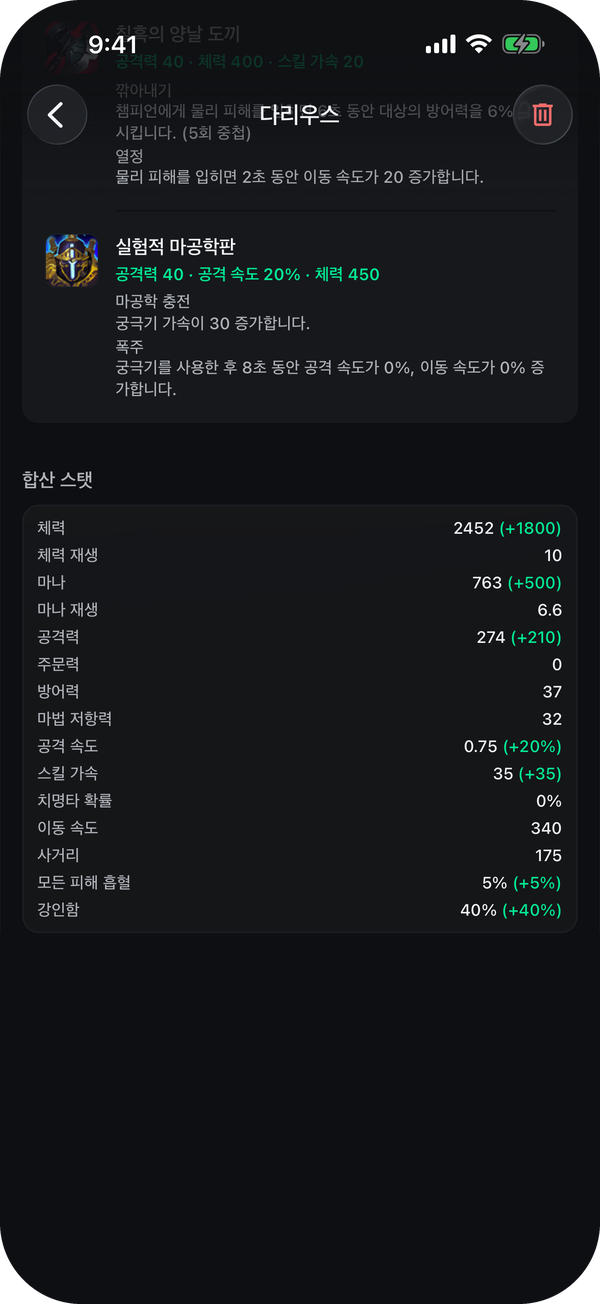 칠흑의 양날 도끼
9:41
공격력 40 · 체력 400 · 스킬 가속 20
깎아내기
다리우스
챔피언에게 물리 피해를 동안 대상의 방어력을 6%
시킵니다. (5회 중첩)
열정
물리 피해를 입히면 2초 동안 이동 속도가 20 증가합니다.
실험적 마공학판
공격력 40 · 공격 속도 20% · 체력 450
마공학 충전
궁극기 가속이 30 증가합니다.
폭주
궁극기를 사용한 후 8초 동안 공격 속도가 0%, 이동 속도가 0% 증
가합니다.
합산 스탯
체력 2452 (+1800)
체력 재생 10
마나 763 (+500)
마나 재생 6.6
공격력 274 (+210)
주문력 0
방어력 37
마법 저항력 32
공격 속도 0.75 (+20%)
스킬 가속 35 (+35)
치명타 확률 0%
이동 속도 340
사거리 175
모든 피해 흡혈 5% (+5%)
강인함 40% (+40%)